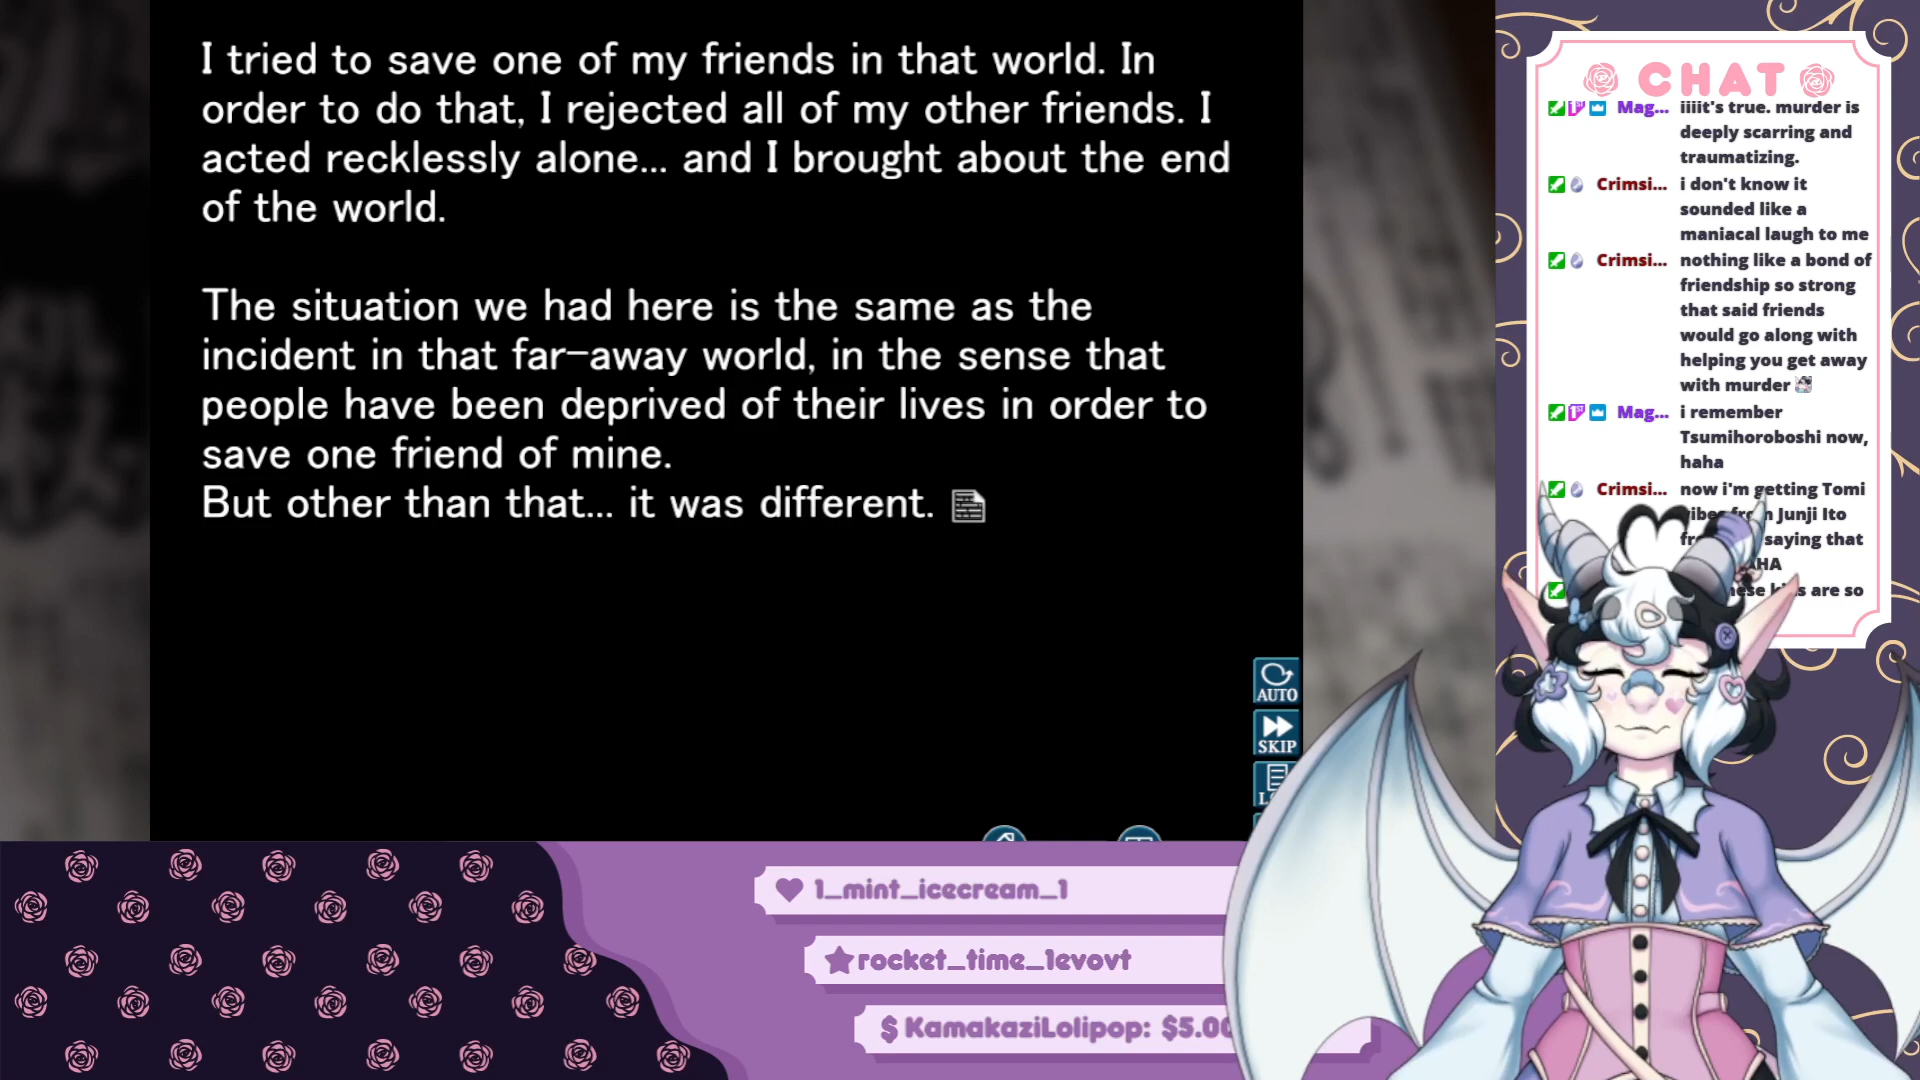 I tried to save one of my friends in that world. In
order to do that, I rejected all of my other friends. I
acted recklessly alone... and I brought about the end
of the world.
The situation we had here is the same as the
incident in that far-away world, in the sense that
people have been deprived of their lives in order to
save one friend of mine.
But other than that... it was different.
AUTO
SKIP
CHAT
Mag... iiiit's true. murder is
deeply scarring and
traumatizing.
Crimsi... i don't know it
sounded like a
maniacal laugh to me
Crimsi... nothing like a bond of
friendship so strong
that said friends
would go along with
helping you get away
with murder
Mag... i remember
Tsumihoroboshi now,
haha
Crimsi... now i'm getting Tomi
Junji Ito
saying that
are so
1_mint_icecream_1
rocket_time_1evovt
$ KamakaziLolipop: $5.00